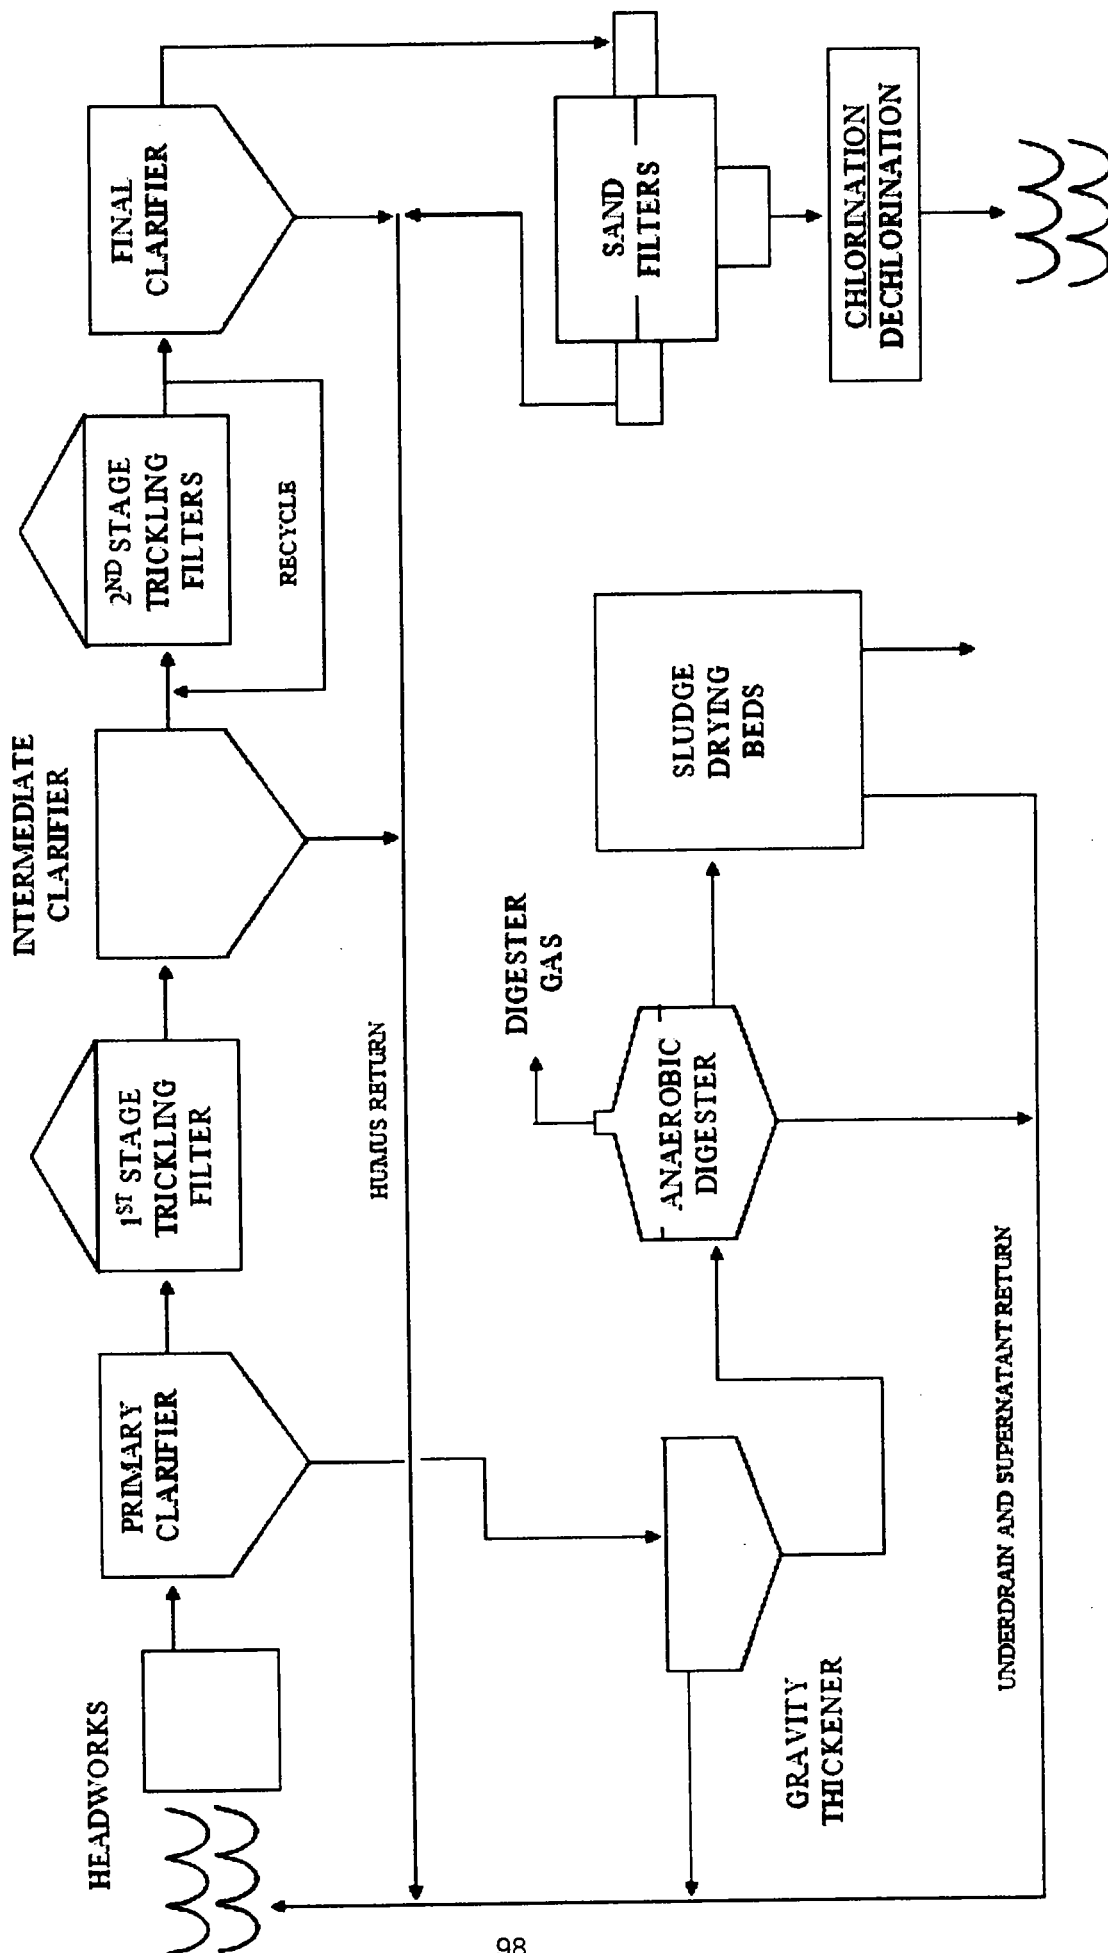 HEADWORKS
PRIMARY
CLARIFIER
1ST STAGE
TRICKLING
FILTER
INTERMEDIATE
CLARIFIER
2ND STAGE
TRICKLING
FILTERS
RECYCLE
FINAL
CLARIFIER
HUMUS RETURN
GRAVITY
THICKENER
ANAEROBIC
DIGESTER
DIGESTER
GAS
SLUDGE
DRYING
BEDS
SAND
FILTERS
CHLORINATION
DECHLORINATION
UNDERDRAIN AND SUPERNATANT RETURN
98